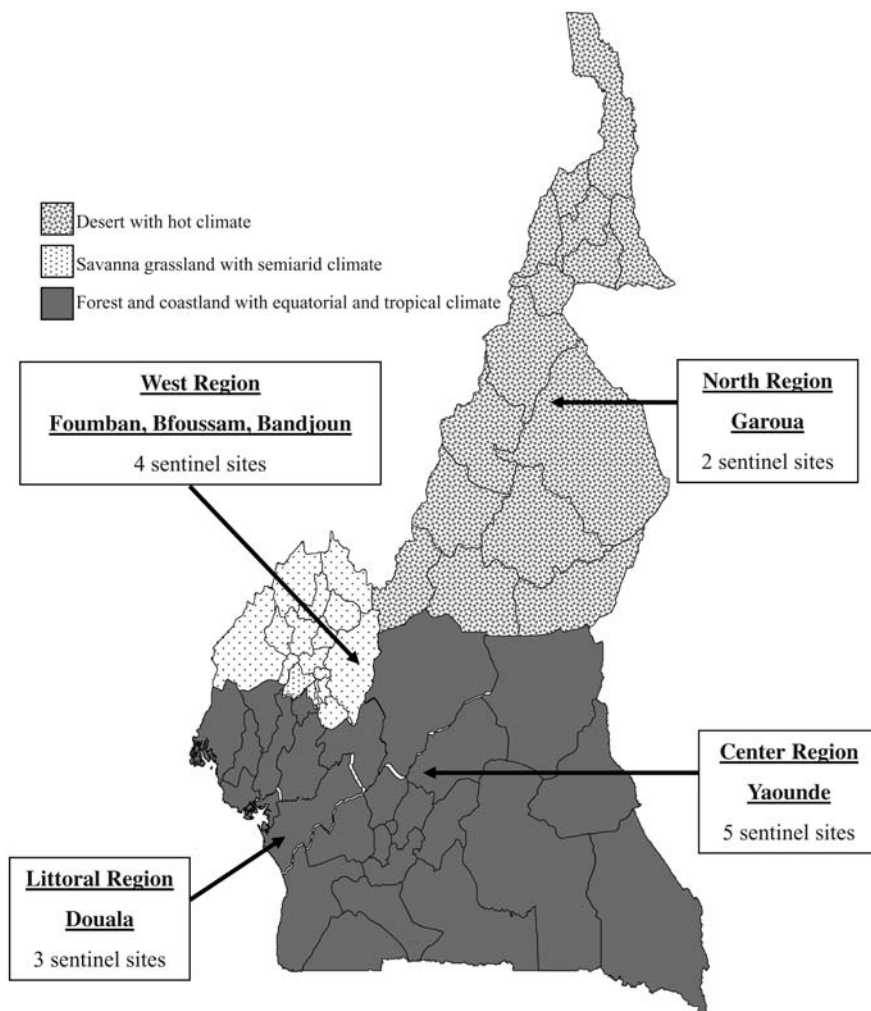 Desert with hot climate
Savanna grassland with semiarid climate
Forest and coastland with equatorial and tropical climate
West Region
Foumban, Bfoussam, Bandjoun
4 sentinel sites
North Region
Garoua
2 sentinel sites
Center Region
Yaounde
5 sentinel sites
Littoral Region
Douala
3 sentinel sites